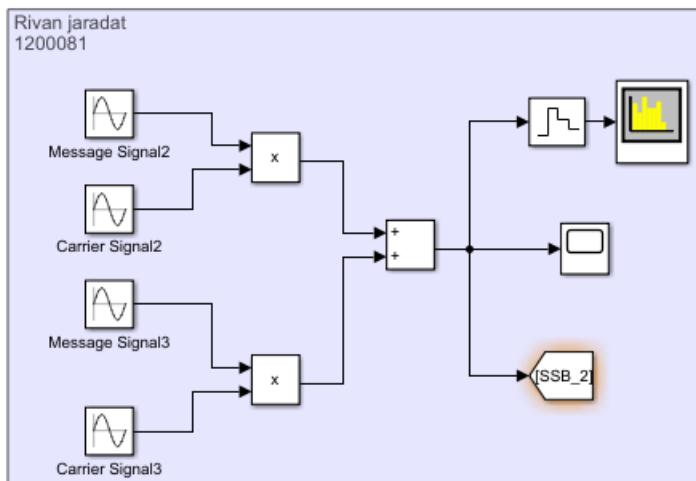 Rivan jaradat
1200081
Message Signal2
x
Carrier Signal2
+
+
Message Signal3
x
[SSB_2]
Carrier Signal3